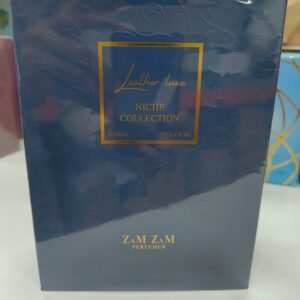 Leather luxe
NICHE
COLLECTION
ZAM ZAM
PERFUMES